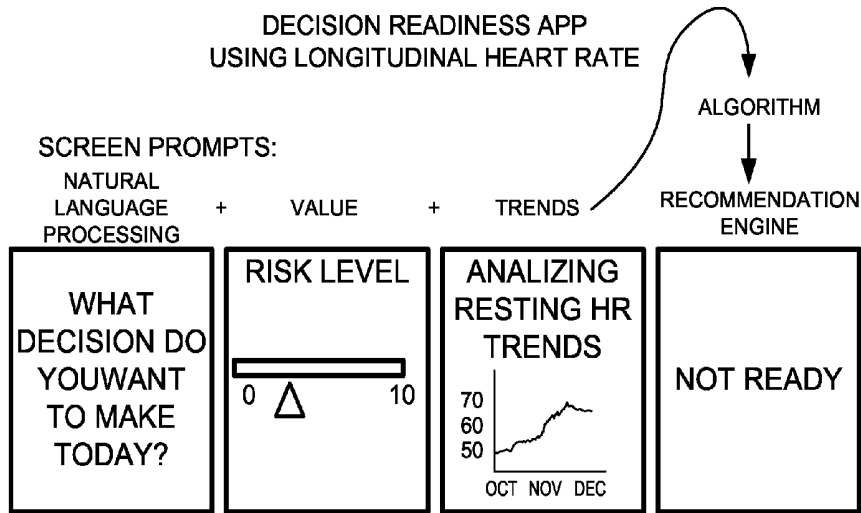 DECISION READINESS APP
USING LONGITUDINAL HEART RATE
ALGORITHM
SCREEN PROMPTS:
NATURAL
LANGUAGE
PROCESSING
+
VALUE
+
TRENDS
RECOMMENDATION
ENGINE
WHAT
DECISION DO
YOUWANT
TO MAKE
TODAY?
RISK LEVEL
0 10
ANALIZING
RESTING HR
TRENDS
70
60
50
OCT NOV DEC
NOT READY